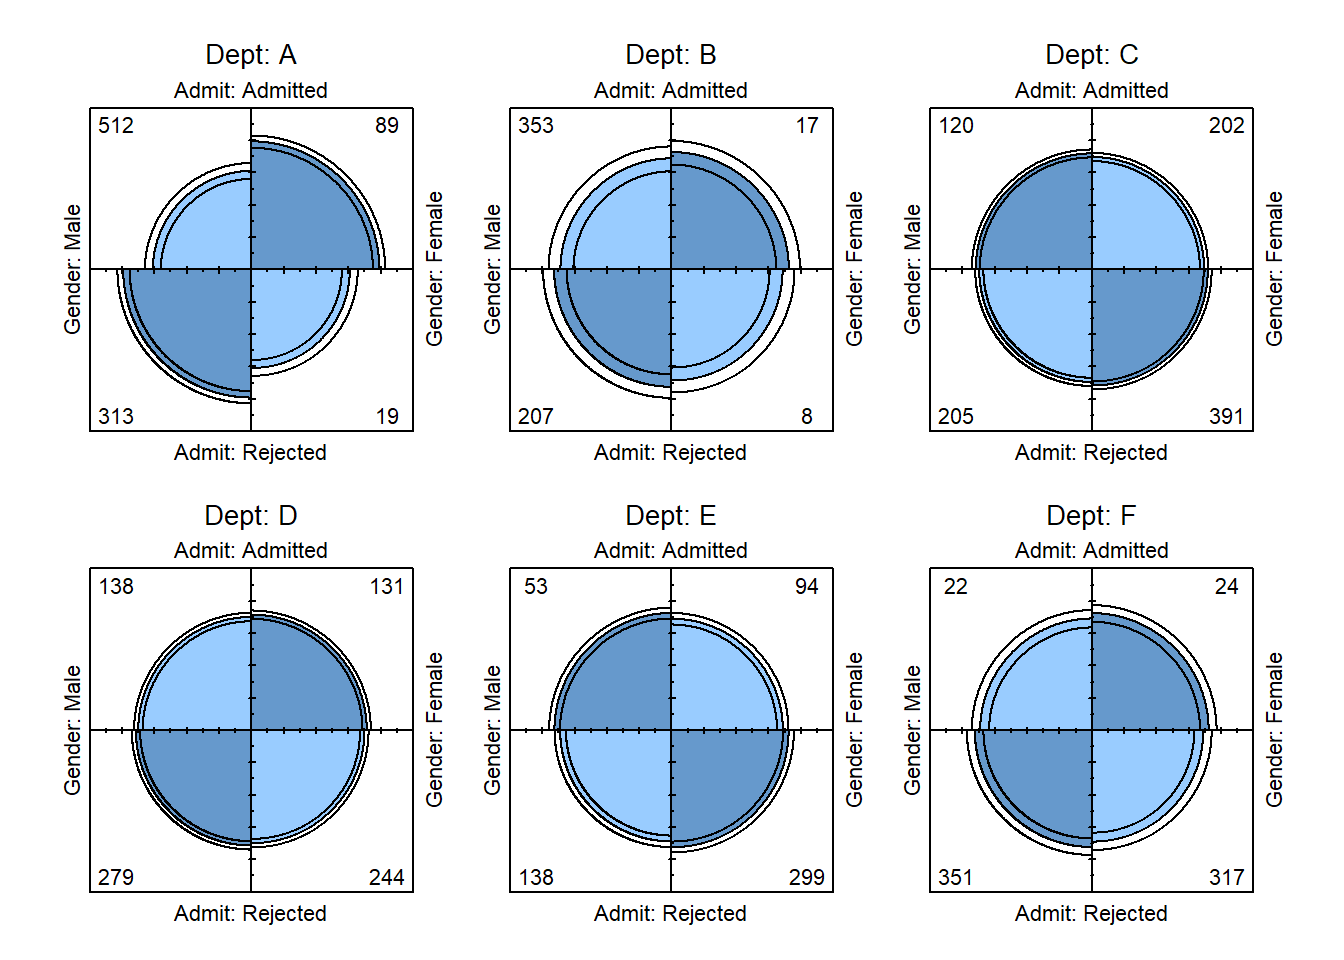 Dept: A
Admit: Admitted
512 89
Gender: Male
Gender: Female
313 19
Admit: Rejected
Dept: B
Admit: Admitted
353 17
Gender: Male
Gender: Female
207 8
Admit: Rejected
Dept: C
Admit: Admitted
120 202
Gender: Male
Gender: Female
205 391
Admit: Rejected
Dept: D
Admit: Admitted
138 131
Gender: Male
Gender: Female
279 244
Admit: Rejected
Dept: E
Admit: Admitted
53 94
Gender: Male
Gender: Female
138 299
Admit: Rejected
Dept: F
Admit: Admitted
22 24
Gender: Male
Gender: Female
351 317
Admit: Rejected